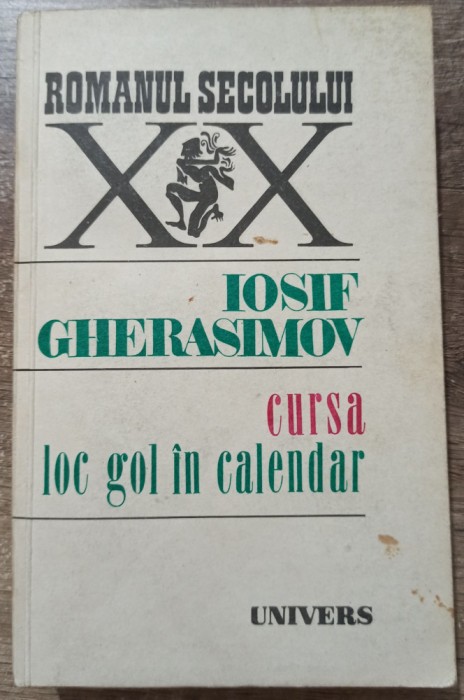 ROMANUL SECOLULUI
XX
IOSIF
GHERASIMOV
cursa
loc gol în calendar
UNIVERS